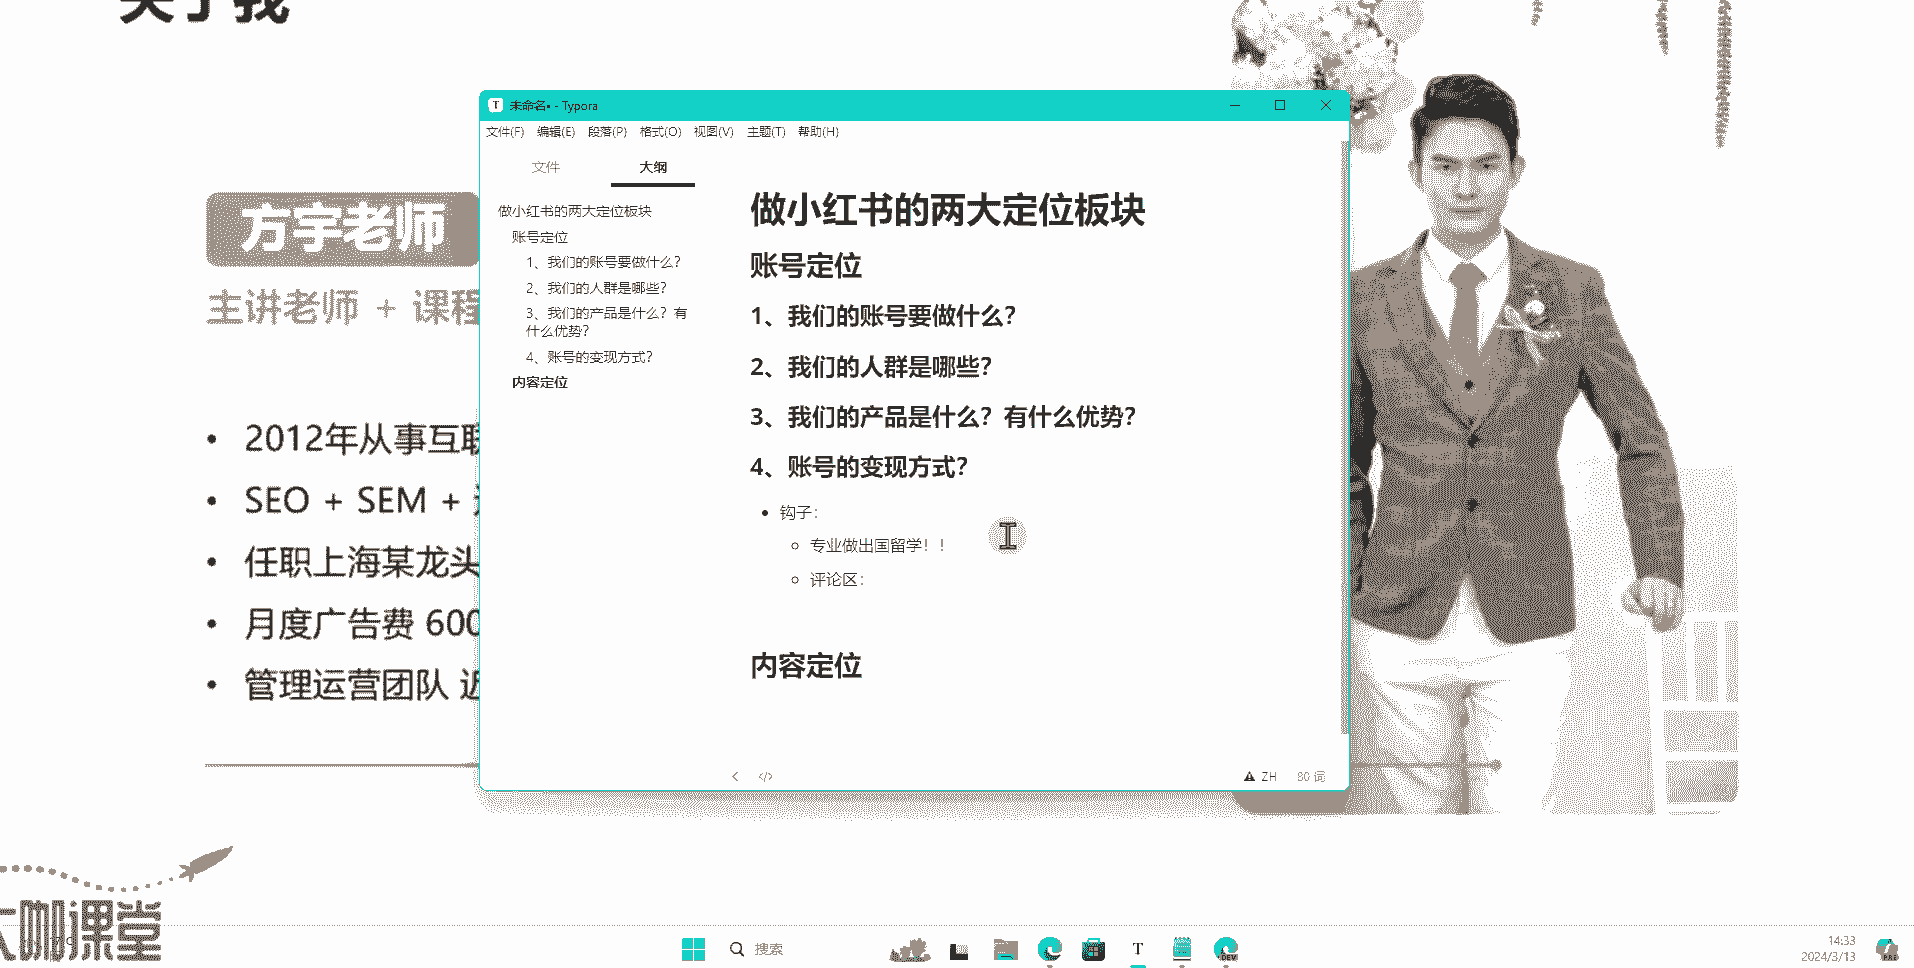 关于我
未命名• - Typora
文件(F) 编辑(E) 段落(P) 格式(O) 视图(V) 主题(T) 帮助(H)
文件 大纲
做小红书的两大定位板块
账号定位
1、我们的账号要做什么？
2、我们的人群是哪些？
3、我们的产品是什么？有
什么优势？
4、账号的变现方式？
内容定位
做小红书的两大定位板块
账号定位
1、我们的账号要做什么？
2、我们的人群是哪些？
3、我们的产品是什么？有什么优势？
4、账号的变现方式？
钩子：
专业做出国留学！！
评论区：
内容定位
</> ZH 80 词
方宇老师
主讲老师 + 课程
2012年从事互联
SEO + SEM +
任职上海某龙头
月度广告费 600
管理运营团队 近
大咖课堂
搜索
T
DEV
14:33
2024/3/13
PRE